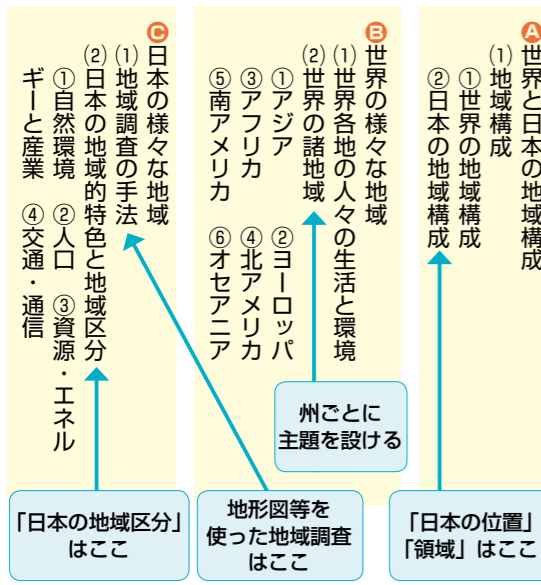 A 世界と日本の地域構成
(1)地域構成
①世界の地域構成
②日本の地域構成
「日本の位置」
「領域」はここ
B 世界の様々な地域
(1)世界各地の人々の生活と環境
(2)世界の諸地域
①アジア ②ヨーロッパ
③アフリカ ④北アメリカ
⑤南アメリカ ⑥オセアニア
州ごとに
主題を設ける
地形図等を
使った地域調査
はここ
C 日本の様々な地域
(1)地域調査の手法
(2)日本の地域的特色と地域区分
①自然環境 ②人口 ③資源・エネル
ギーと産業 ④交通・通信
「日本の地域区分」
はここ